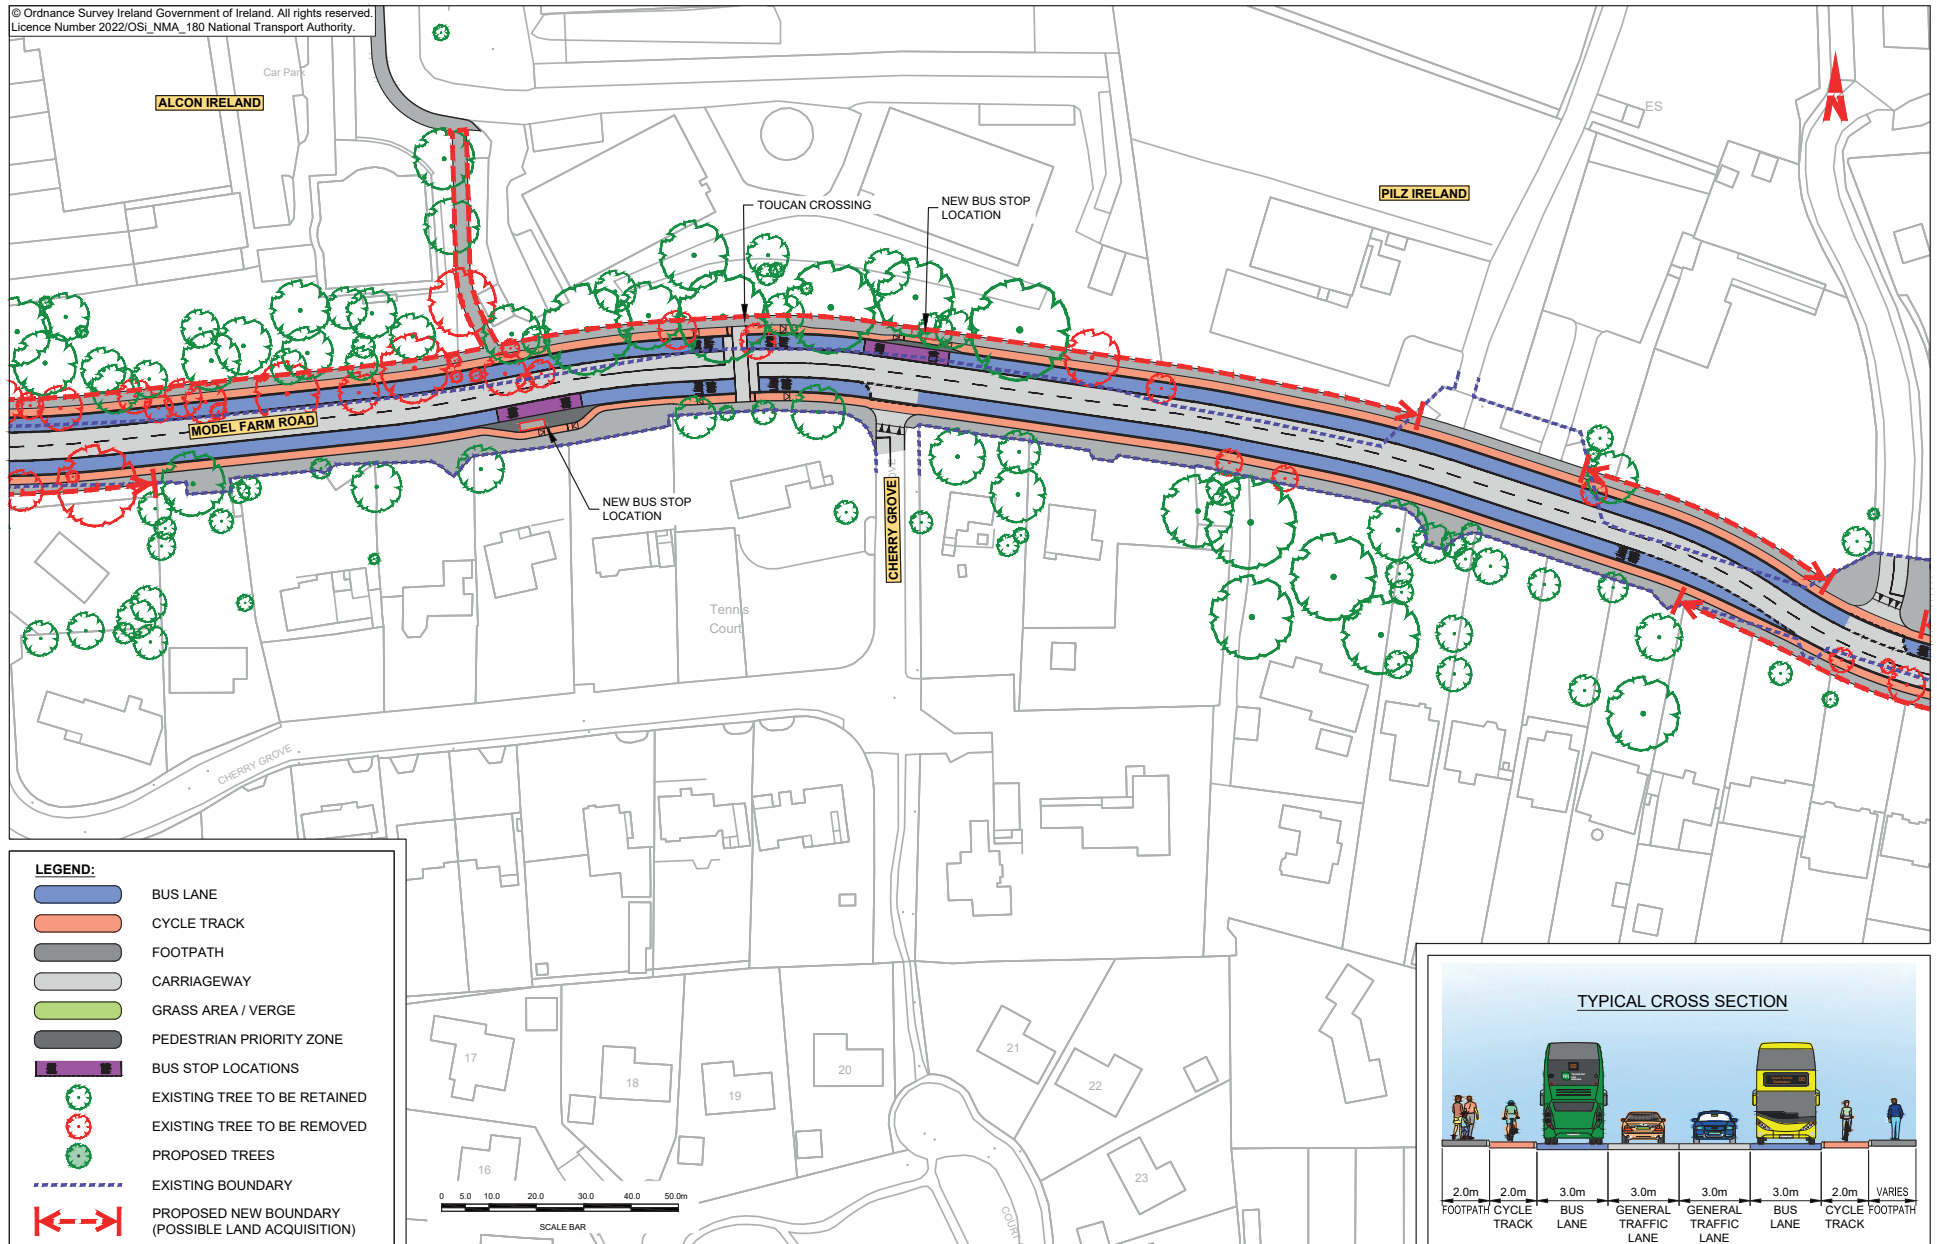 © Ordnance Survey Ireland Government of Ireland. All rights reserved.
Licence Number 2022/OSi_NMA_180 National Transport Authority.
Car Park
ALCON IRELAND
ES
PILZ IRELAND
TOUCAN CROSSING
NEW BUS STOP
LOCATION
N
MODEL FARM ROAD
NEW BUS STOP
LOCATION
CHERRY GROVE
Tennis
Court
CHERRY GROVE
LEGEND:
BUS LANE
CYCLE TRACK
FOOTPATH
CARRIAGEWAY
GRASS AREA / VERGE
PEDESTRIAN PRIORITY ZONE
BUS STOP LOCATIONS
EXISTING TREE TO BE RETAINED
EXISTING TREE TO BE REMOVED
PROPOSED TREES
EXISTING BOUNDARY
PROPOSED NEW BOUNDARY
(POSSIBLE LAND ACQUISITION)
17
18
19
20
21
22
16
23
COURT
0 5.0 10.0 20.0 30.0 40.0 50.0m
SCALE BAR
TYPICAL CROSS SECTION
2.0m 2.0m 3.0m 3.0m 3.0m 3.0m 2.0m VARIES
FOOTPATH CYCLE TRACK BUS LANE GENERAL TRAFFIC LANE GENERAL TRAFFIC LANE BUS LANE CYCLE TRACK FOOTPATH